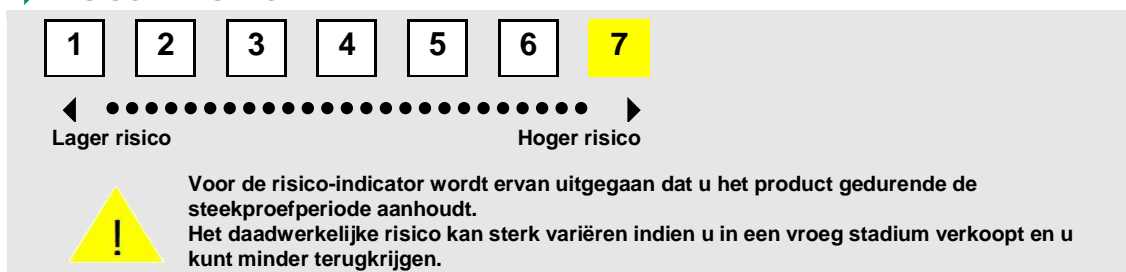 1 2 3 4 5 6 7
Lager risico Hoger risico
!
Voor de risico-indicator wordt ervan uitgegaan dat u het product gedurende de
steekproefperiode aanhoudt.
Het daadwerkelijke risico kan sterk variëren indien u in een vroeg stadium verkoopt en u
kunt minder terugkrijgen.